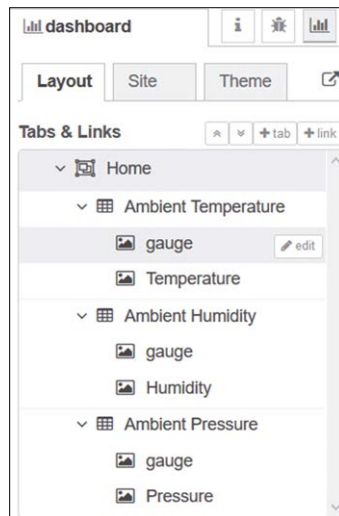 dashboard
i
Layout Site Theme
Tabs & Links + tab + link
Home
Ambient Temperature
gauge edit
Temperature
Ambient Humidity
gauge
Humidity
Ambient Pressure
gauge
Pressure